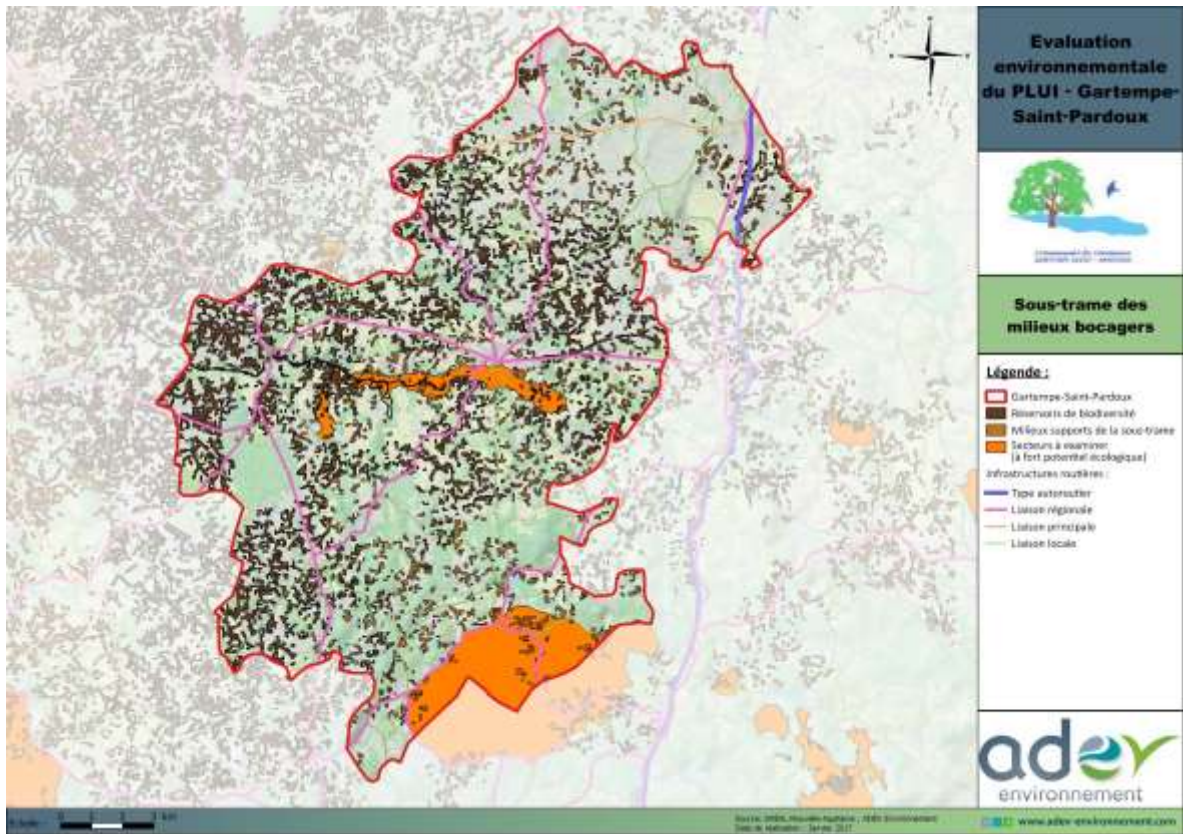 Evaluation
environnementale
du PLUI - Gartempe-
Saint-Pardoux
Sous-trame des
milieux bocagers
Légende :
Gartempe-Saint-Pardoux
Réservoirs de biodiversité
Milieux supports de la sous-trame
Secteurs à examiner
(à fort potentiel écologique)
Infrastructures routières :
Type autoroutier
Liaison régionale
Liaison principale
Liaison locale
adev
environnement
www.adev-environnement.com